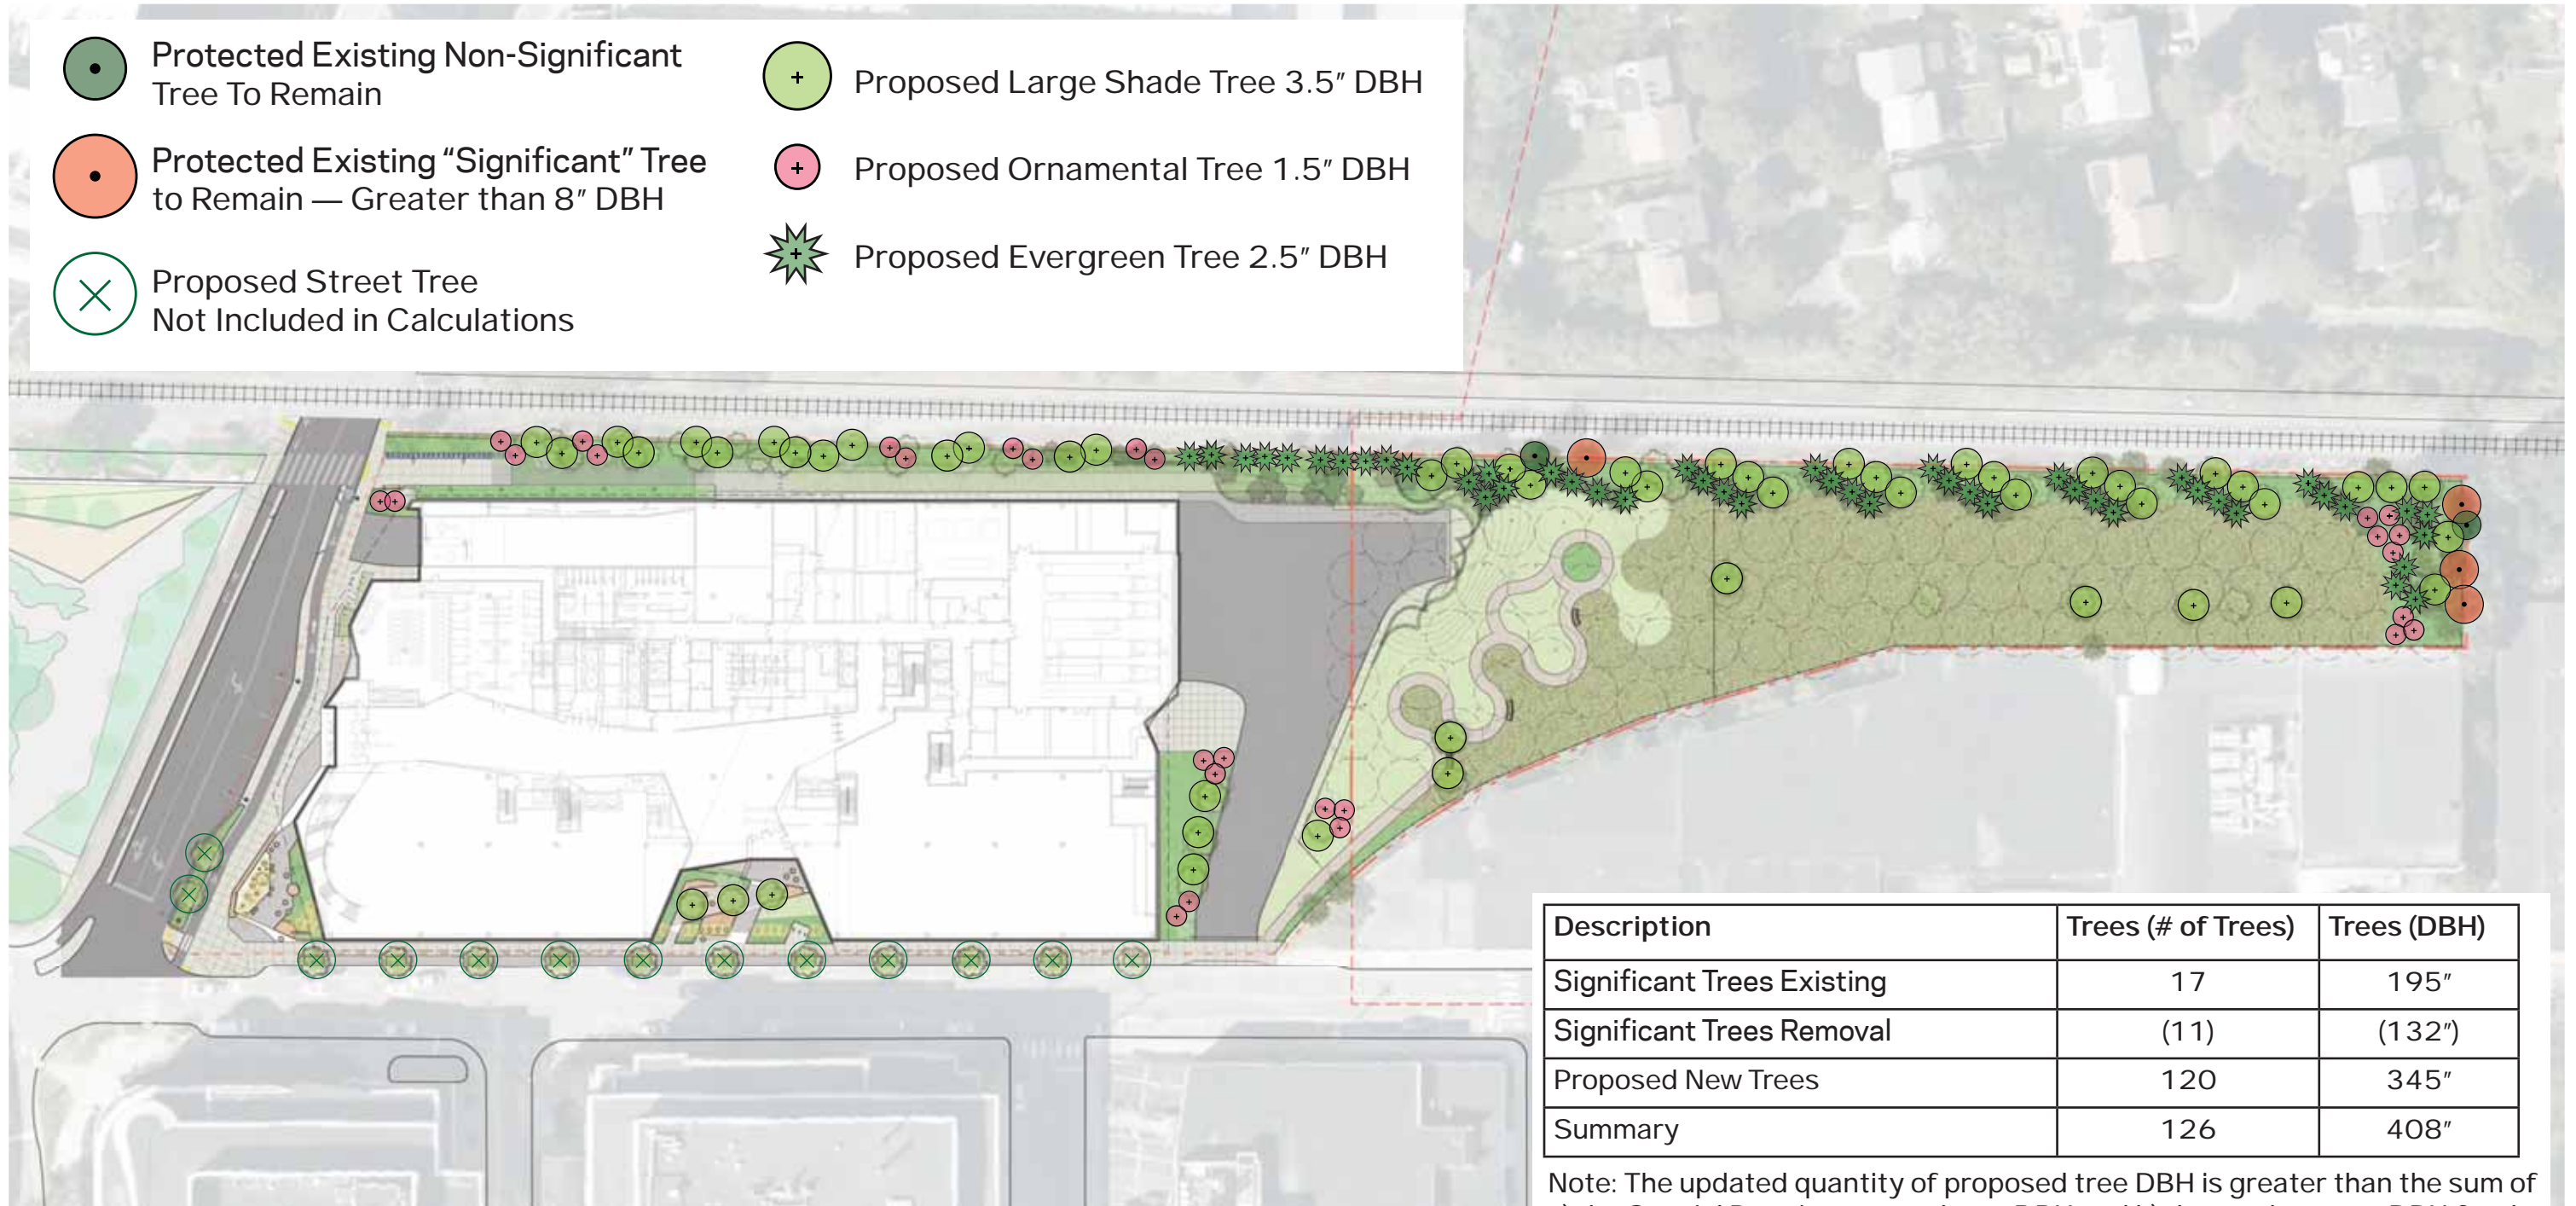 Protected Existing Non-Significant
Tree To Remain
Protected Existing “Significant” Tree
to Remain — Greater than 8″ DBH
Proposed Street Tree
Not Included in Calculations
Proposed Large Shade Tree 3.5″ DBH
Proposed Ornamental Tree 1.5″ DBH
Proposed Evergreen Tree 2.5″ DBH
Description Trees (# of Trees) Trees (DBH)
Significant Trees Existing 17 195″
Significant Trees Removal (11) (132″)
Proposed New Trees 120 345″
Summary 126 408″
Note: The updated quantity of proposed tree DBH is greater than the sum of